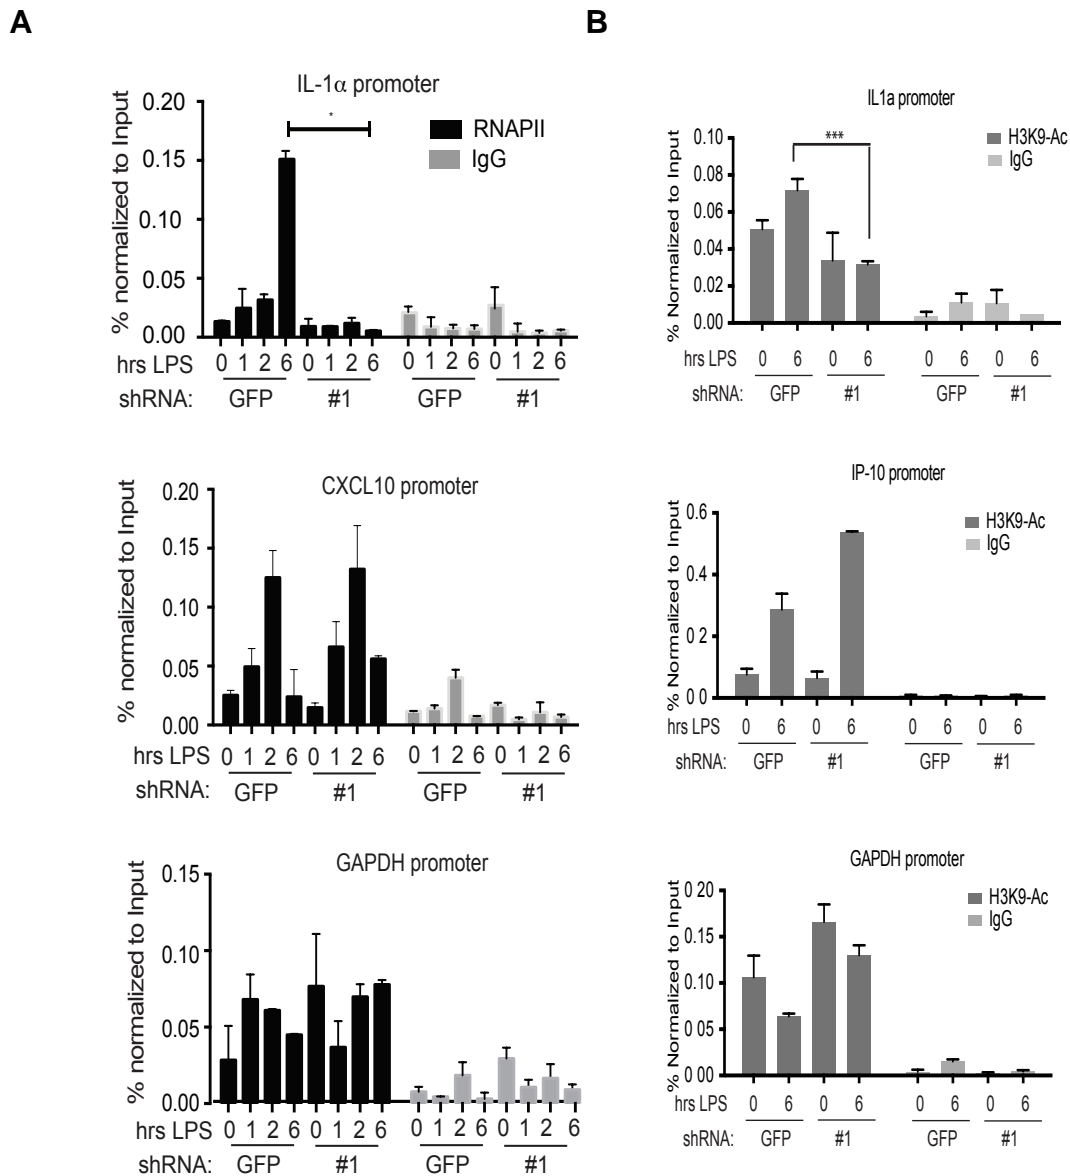 A
IL-1α promoter
% normalized to Input
0.20
0.15
0.10
0.05
0.00
*
RNAPII
IgG
hrs LPS 0 1 2 6 0 1 2 6 0 1 2 6 0 1 2 6
shRNA: GFP #1 GFP #1
CXCL10 promoter
% normalized to Input
0.20
0.15
0.10
0.05
0.00
hrs LPS 0 1 2 6 0 1 2 6 0 1 2 6 0 1 2 6
shRNA: GFP #1 GFP #1
GAPDH promoter
% normalized to Input
0.15
0.10
0.05
0.00
hrs LPS 0 1 2 6 0 1 2 6 0 1 2 6 0 1 2 6
shRNA: GFP #1 GFP #1
B
IL1a promoter
% Normalized to Input
0.10
0.08
0.06
0.04
0.02
0.00
***
H3K9-Ac
IgG
hrs LPS 0 6 0 6 0 6 0 6
shRNA: GFP #1 GFP #1
IP-10 promoter
% Normalized to Input
0.6
0.4
0 2
0 0
H3K9-Ac
IgG
hrs LPS 0 6 0 6 0 6 0 6
shRNA: GFP #1 GFP #1
GAPDH promoter
% Normalized to Input
0 20
0.15
0.10
0 05
0 00
H3K9-Ac
IgG
hrs LPS 0 6 0 6 0 6 0 6
shRNA: GFP #1 GFP #1